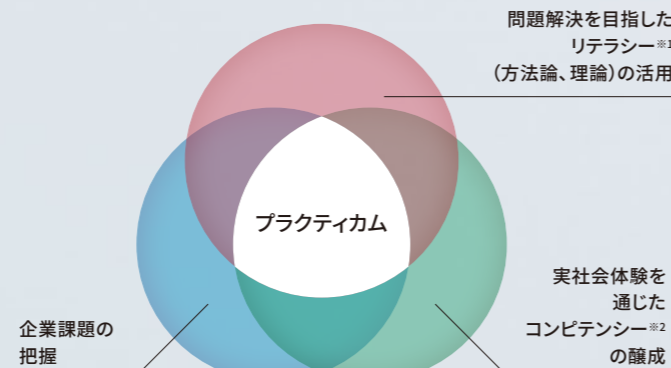 問題解決を目指した
リテラシー※1
(方法論、理論)の活用
プラクティカム
実社会体験を
通じた
コンピテンシー※2
の醸成
企業課題の
把握